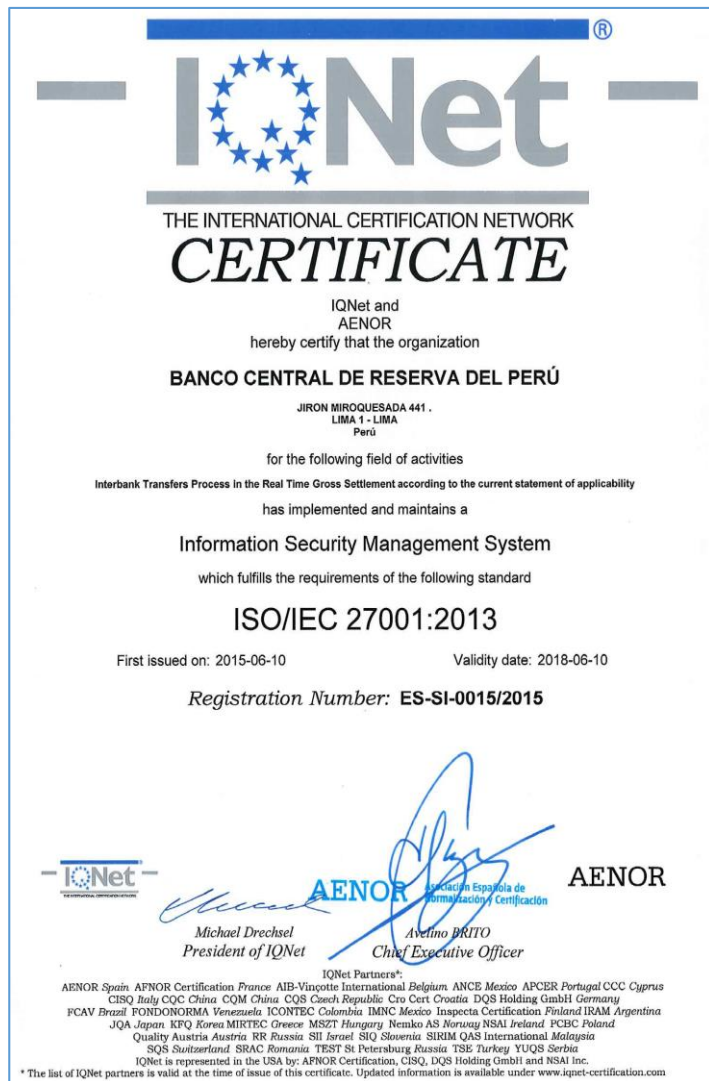 IQNet ®
THE INTERNATIONAL CERTIFICATION NETWORK
CERTIFICATE
IQNet and
AENOR
hereby certify that the organization
BANCO CENTRAL DE RESERVA DEL PERÚ
JIRON MIROQUESADA 441 .
LIMA 1 - LIMA
Perú
for the following field of activities
Interbank Transfers Process in the Real Time Gross Settlement according to the current statement of applicability
has implemented and maintains a
Information Security Management System
which fulfills the requirements of the following standard
ISO/IEC 27001:2013
First issued on: 2015-06-10 Validity date: 2018-06-10
Registration Number: ES-SI-0015/2015
IQNet
THE INTERNATIONAL CERTIFICATION NETWORK
AENOR Asociación Española de
Normalización y Certificación
AENOR
Michael Drechsel Avelino BRITO
President of IQNet Chief Executive Officer
IQNet Partners*:
AENOR Spain AFNOR Certification France AIB-Vinçotte International Belgium ANCE Mexico APCER Portugal CCC Cyprus
CISQ Italy CQC China CQM China CQS Czech Republic Cro Cert Croatia DQS Holding GmbH Germany
FCAV Brazil FONDONORMA Venezuela ICONTEC Colombia IMNC Mexico Inspecta Certification Finland IRAM Argentina
JQA Japan KFQ Korea MIRTEC Greece MSZT Hungary Nemko AS Norway NSAI Ireland PCBC Poland
Quality Austria Austria RR Russia SII Israel SIQ Slovenia SIRIM QAS International Malaysia
SQS Switzerland SRAC Romania TEST St Petersburg Russia TSE Turkey YUQS Serbia
IQNet is represented in the USA by: AFNOR Certification, CISQ, DQS Holding GmbH and NSAI Inc.
* The list of IQNet partners is valid at the time of issue of this certificate. Updated information is available under www.iqnet-certification.com